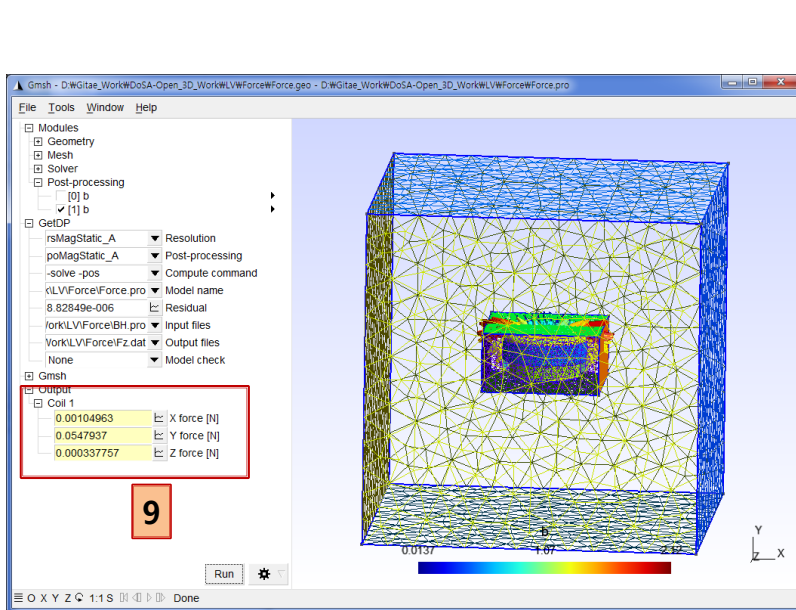 Gmsh - D:₩Gitae_Work₩DoSA-Open_3D_Work₩LV₩Force₩Force.geo - D:₩Gitae_Work₩DoSA-Open_3D_Work₩LV₩Force₩Force.pro
File Tools Window Help
Modules
Geometry
Mesh
Solver
Post-processing
[0] b
[1] b
GetDP
rsMagStatic_A Resolution
poMagStatic_A Post-processing
-solve -pos Compute command
\LV\Force\Force.pro Model name
8.82849e-006 Residual
/ork\LV\Force\BH.pro Input files
Work\LV\Force\Fz.dat Output files
None Model check
Gmsh
Output
Coil 1
0.00104963 X force [N]
0.0547937 Y force [N]
0.000337757 Z force [N]
9
b
0.0137 1.07
Y
Z X
Run
O X Y Z 1:1 S Done